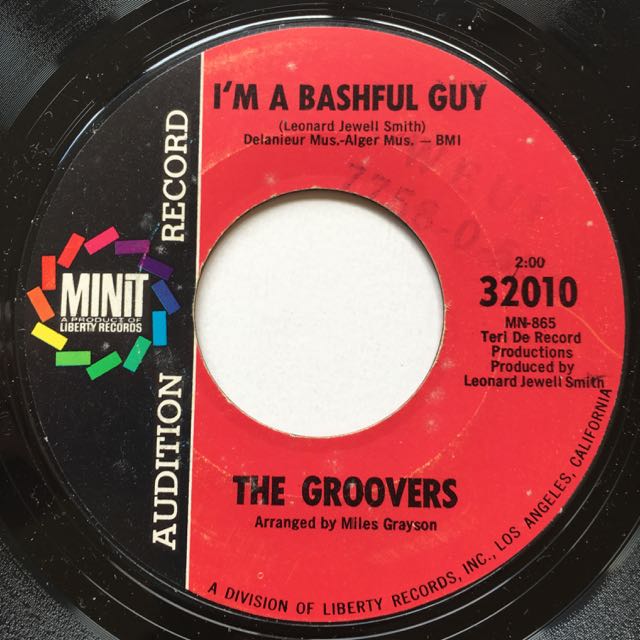 I'M A BASHFUL GUY
(Leonard Jewell Smith)
Delanieur Mus.-Alger Mus. — BMI
AUDITION RECORD
MINIT
A PRODUCT OF
LIBERTY RECORDS
2:00
32010
MN-865
Teri De Record
Productions
Produced by
Leonard Jewell Smith
THE GROOVERS
Arranged by Miles Grayson
A DIVISION OF LIBERTY RECORDS, INC., LOS ANGELES, CALIFORNIA